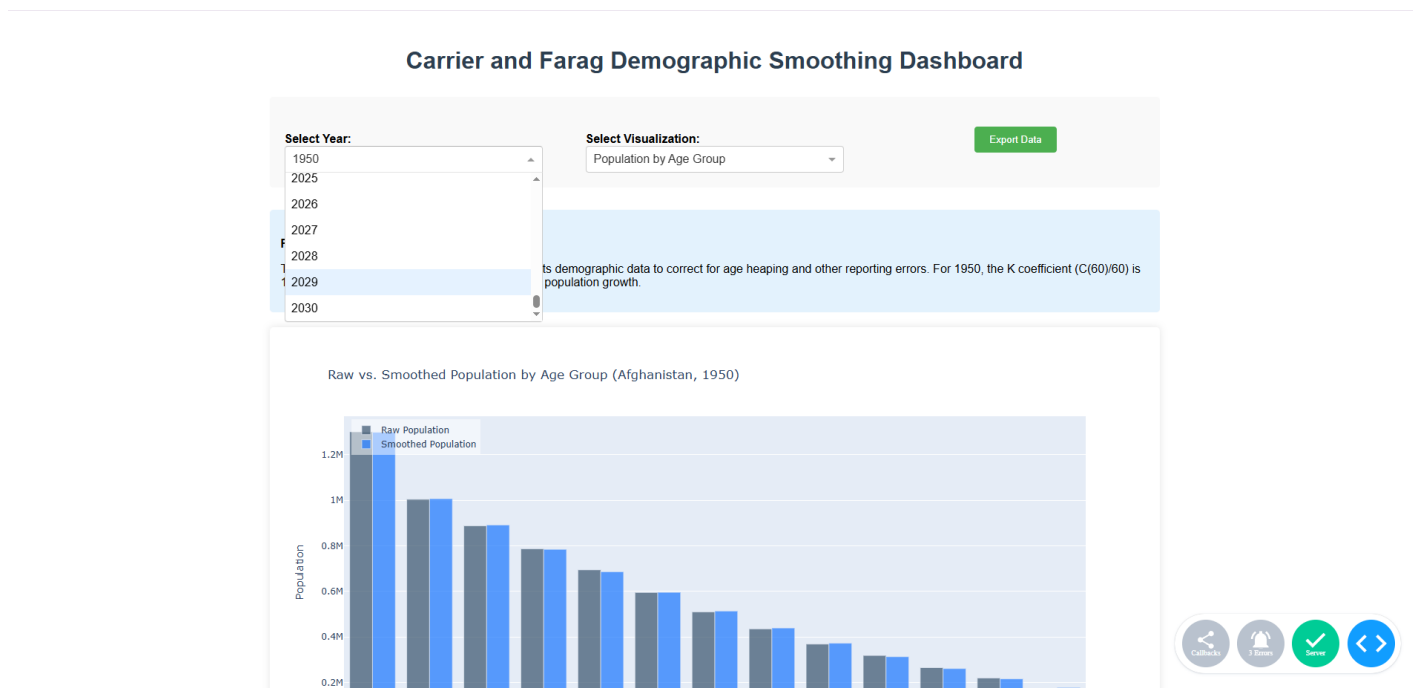 Carrier and Farag Demographic Smoothing Dashboard
Select Year:
Select Visualization:
Export Data
1950
Population by Age Group
2025
2026
2027
2028
2029
2030
ts demographic data to correct for age heaping and other reporting errors. For 1950, the K coefficient (C(60)/60) is
population growth.
Raw vs. Smoothed Population by Age Group (Afghanistan, 1950)
Raw Population
Smoothed Population
1.2M
1M
0.8M
0.6M
0.4M
0.2M
Population
Callbacks
3 Errors
Server